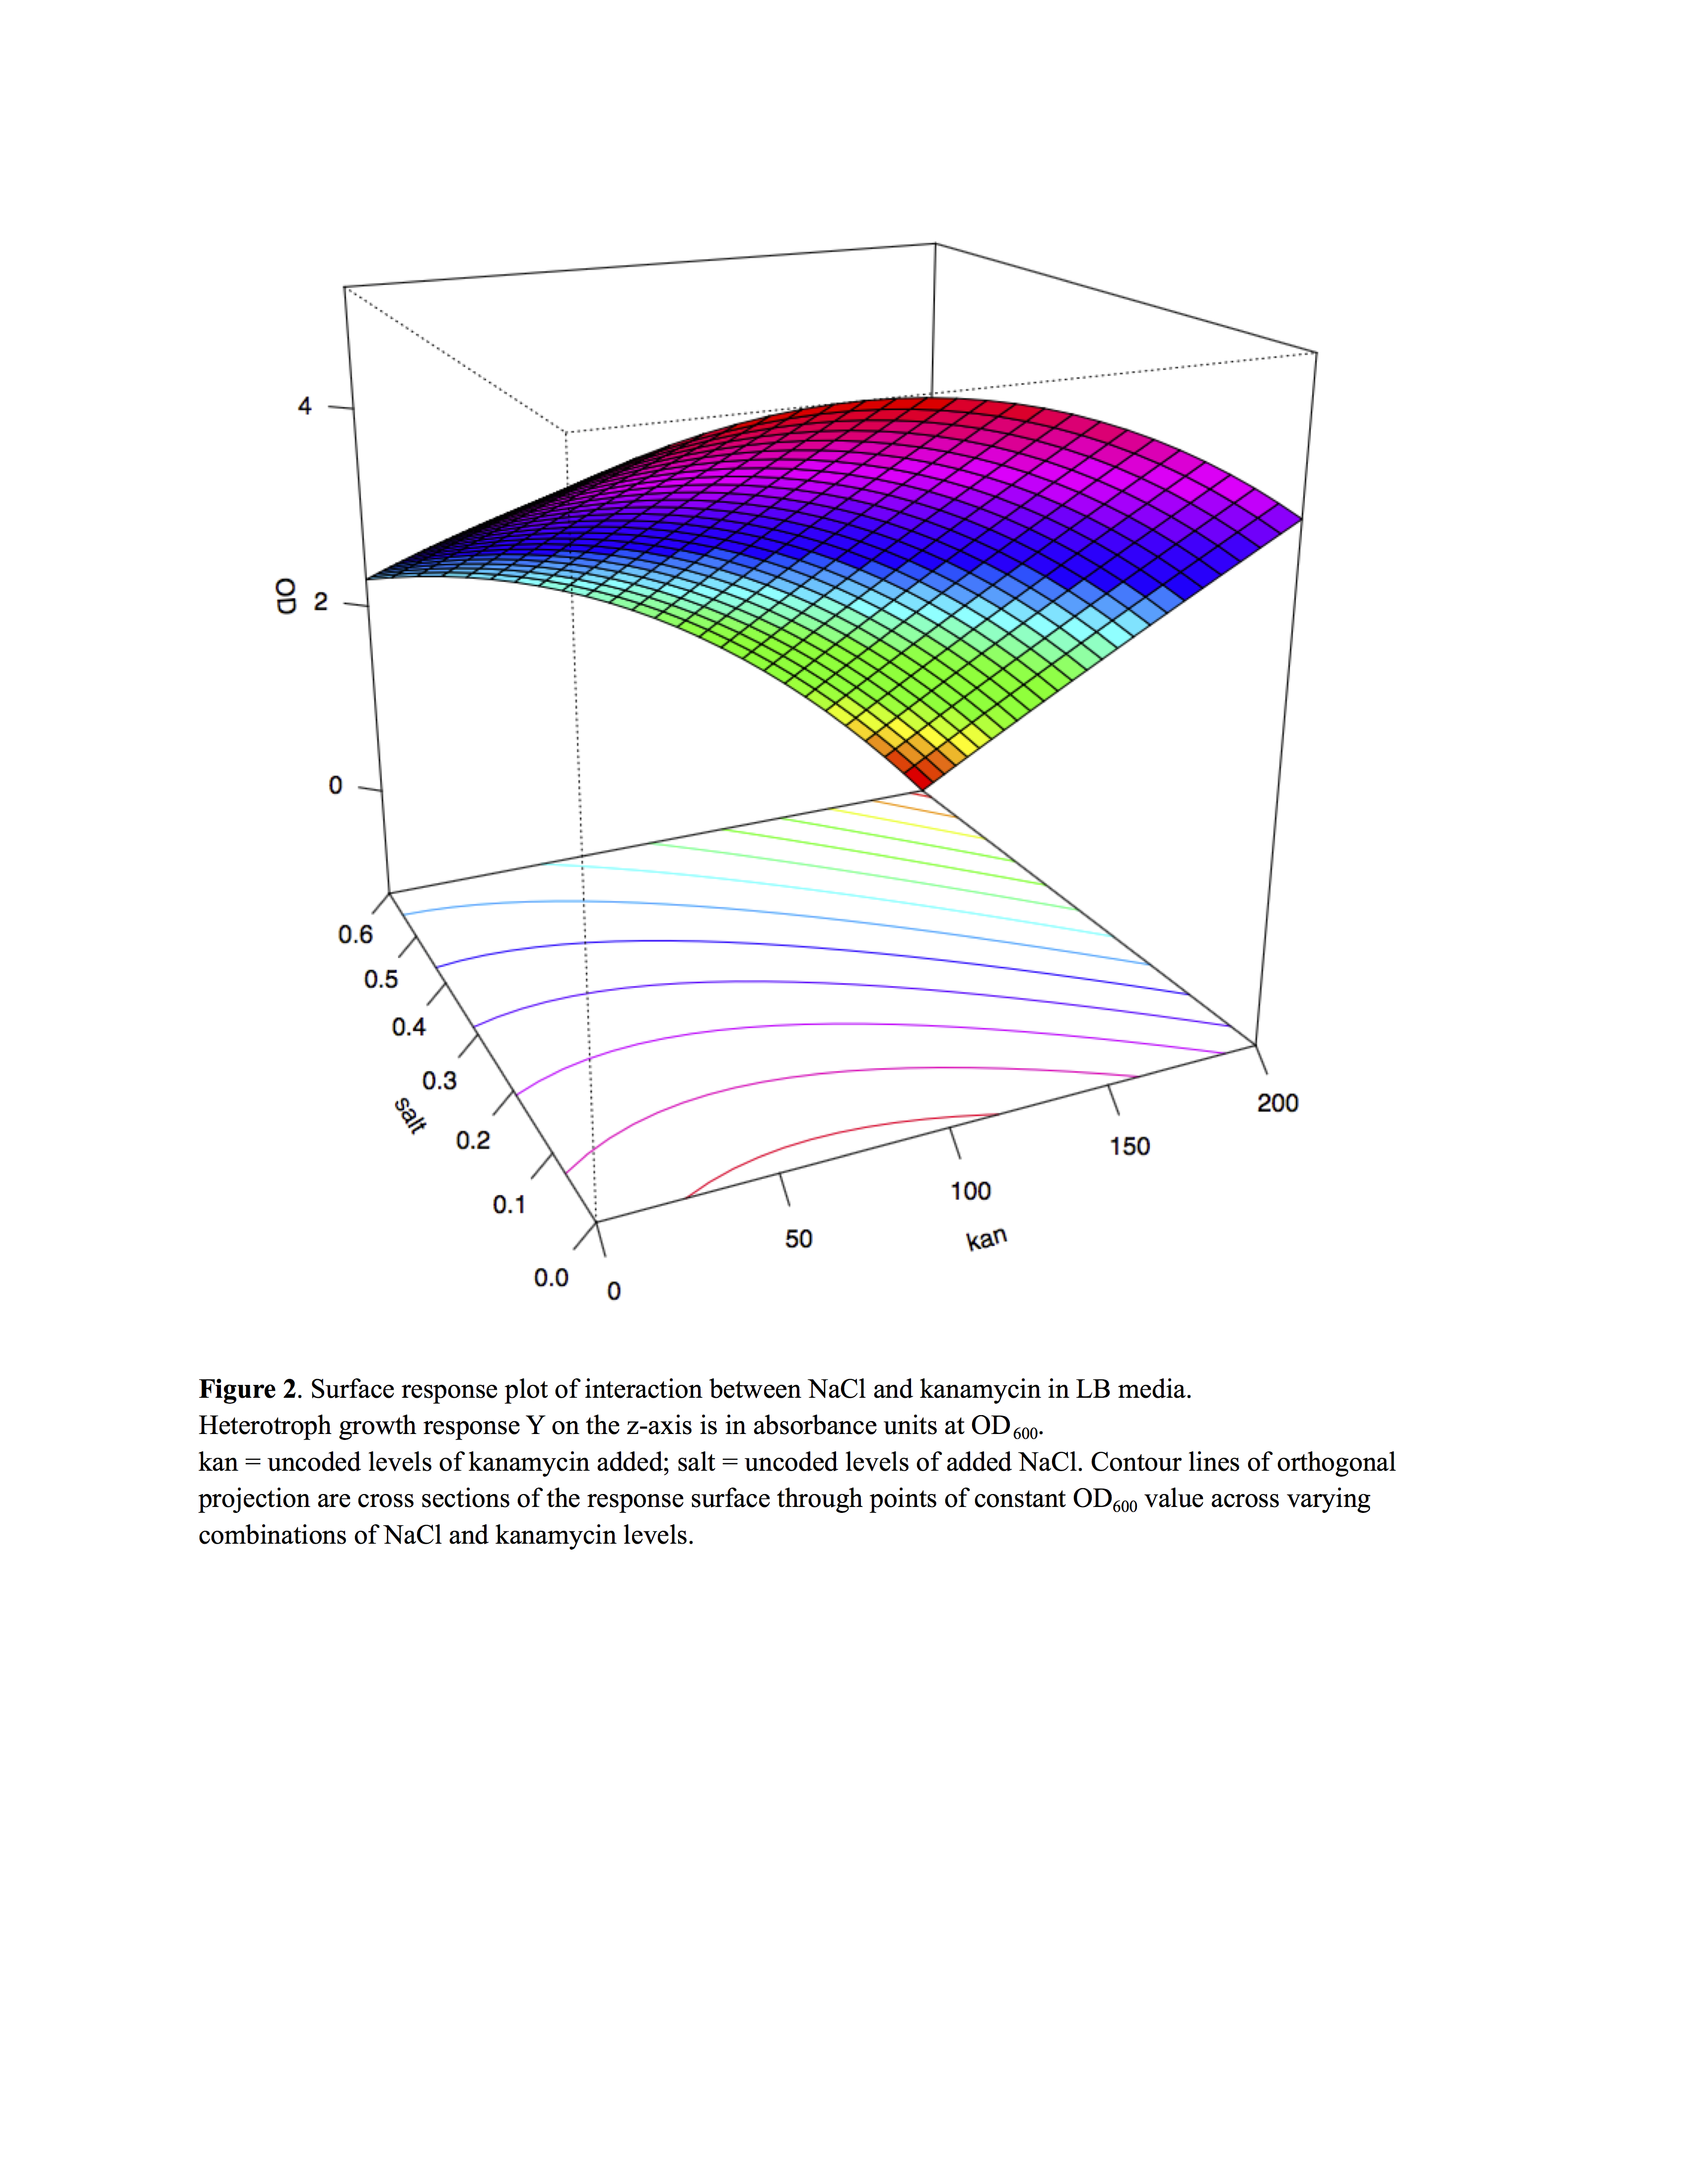 4
OD
2
0
0.6
0.5
0.4
0.3
0.2
0.1
0.0
salt
0
50
100
150
200
kan
Figure 2. Surface response plot of interaction between NaCl and kanamycin in LB media.
Heterotroph growth response Y on the z-axis is in absorbance units at OD600.
kan = uncoded levels of kanamycin added; salt = uncoded levels of added NaCl. Contour lines of orthogonal
projection are cross sections of the response surface through points of constant OD600 value across varying
combinations of NaCl and kanamycin levels.